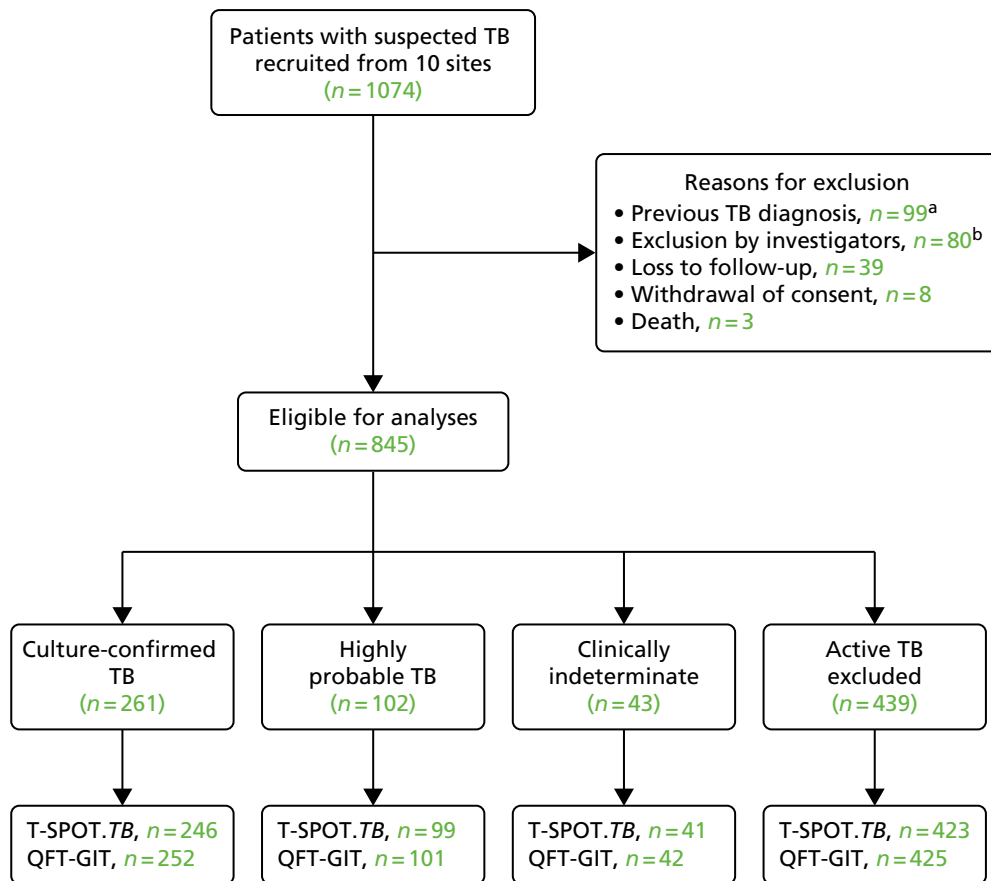 Patients with suspected TB
recruited from 10 sites
(n = 1074)
Reasons for exclusion
• Previous TB diagnosis, n = 99a
• Exclusion by investigators, n = 80b
• Loss to follow-up, n = 39
• Withdrawal of consent, n = 8
• Death, n = 3
Eligible for analyses
(n = 845)
Culture-confirmed
TB
(n = 261)
Highly
probable TB
(n = 102)
Clinically
indeterminate
(n = 43)
Active TB
excluded
(n = 439)
T-SPOT.TB, n = 246
QFT-GIT, n = 252
T-SPOT.TB, n = 99
QFT-GIT, n = 101
T-SPOT.TB, n = 41
QFT-GIT, n = 42
T-SPOT.TB, n = 423
QFT-GIT, n = 425